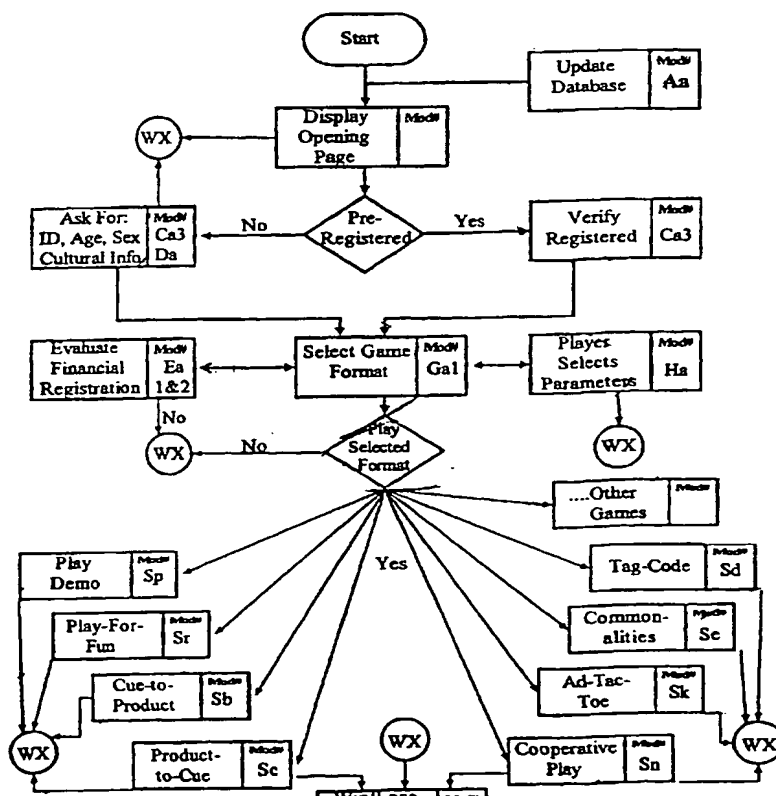 Start
Update
Database
Mod#
Aa
Display
Opening
Page
Mod#
WX
Ask For:
ID, Age, Sex
Cultural Info.
Mod#
Ca3
Da
No
Pre-
Registered
Yes
Verify
Registered
Mod#
Ca3
Evaluate
Financial
Registration
Mod#
Ea
1&2
Select Game
Format
Mod#
Ga1
Player
Selects
Parameters
Mod#
Ha
No
WX
No
Play
Selected
Format
WX
....Other
Games
Mod#
Play
Demo
Mod#
Sp
Yes
Tag-Code
Mod#
Sd
Play-For-
Fun
Mod#
Sr
Common-
alities
Mod#
Se
Cue-to-
Product
Mod#
Sb
Ad-Tac-
Toe
Mod#
Sk
WX
Product-
to-Cue
Mod#
Sc
WX
Cooperative
Play
Mod#
Sn
WX